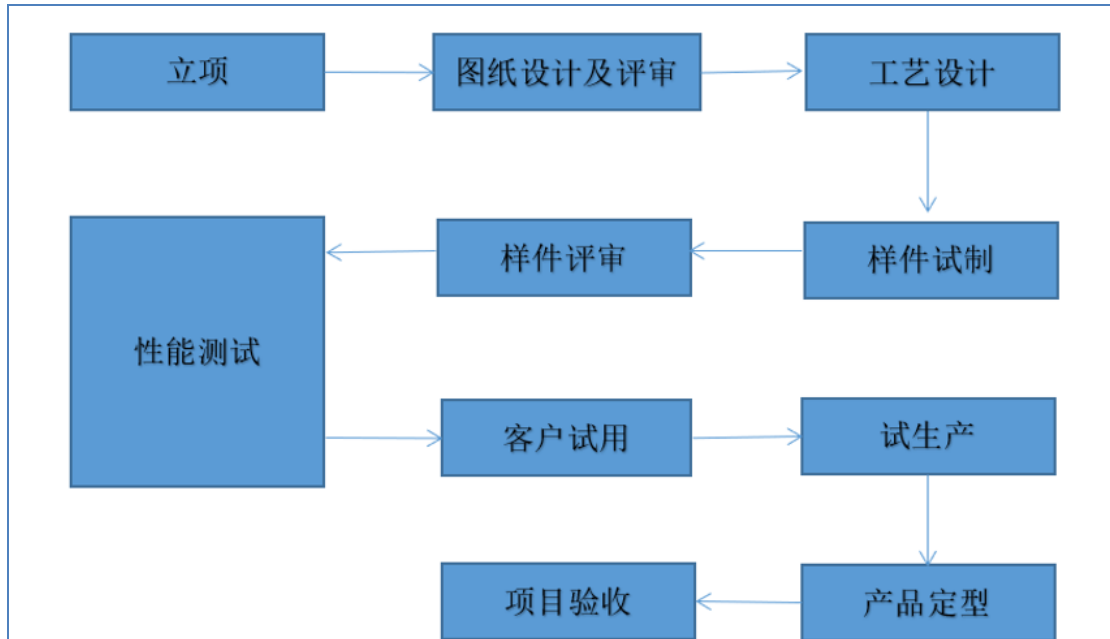 立项
图纸设计及评审
工艺设计
样件试制
样件评审
性能测试
客户试用
试生产
产品定型
项目验收